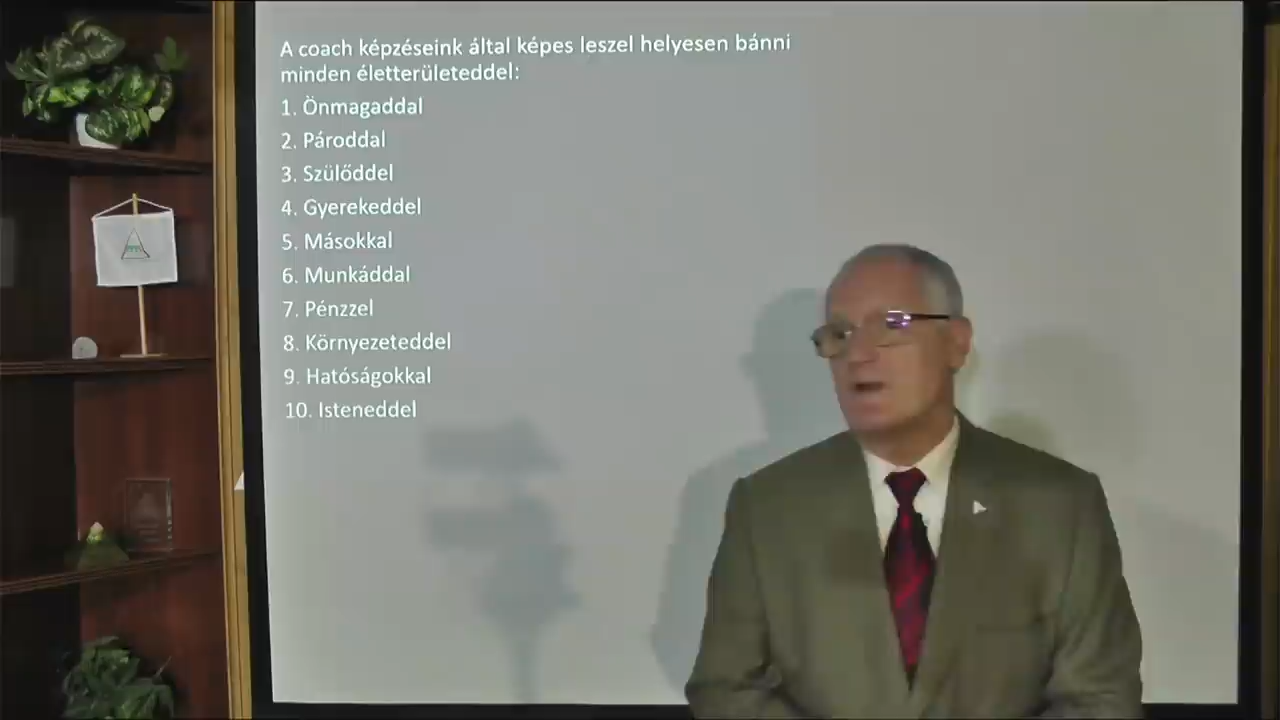 A coach képzéseink által képes leszel helyesen bánni
minden életterületeddel:
1. Önmagaddal
2. Pároddal
3. Szülőddel
4. Gyerekeddel
5. Másokkal
6. Munkáddal
7. Pénzzel
8. Környezeteddel
9. Hatóságokkal
10. Isteneddel